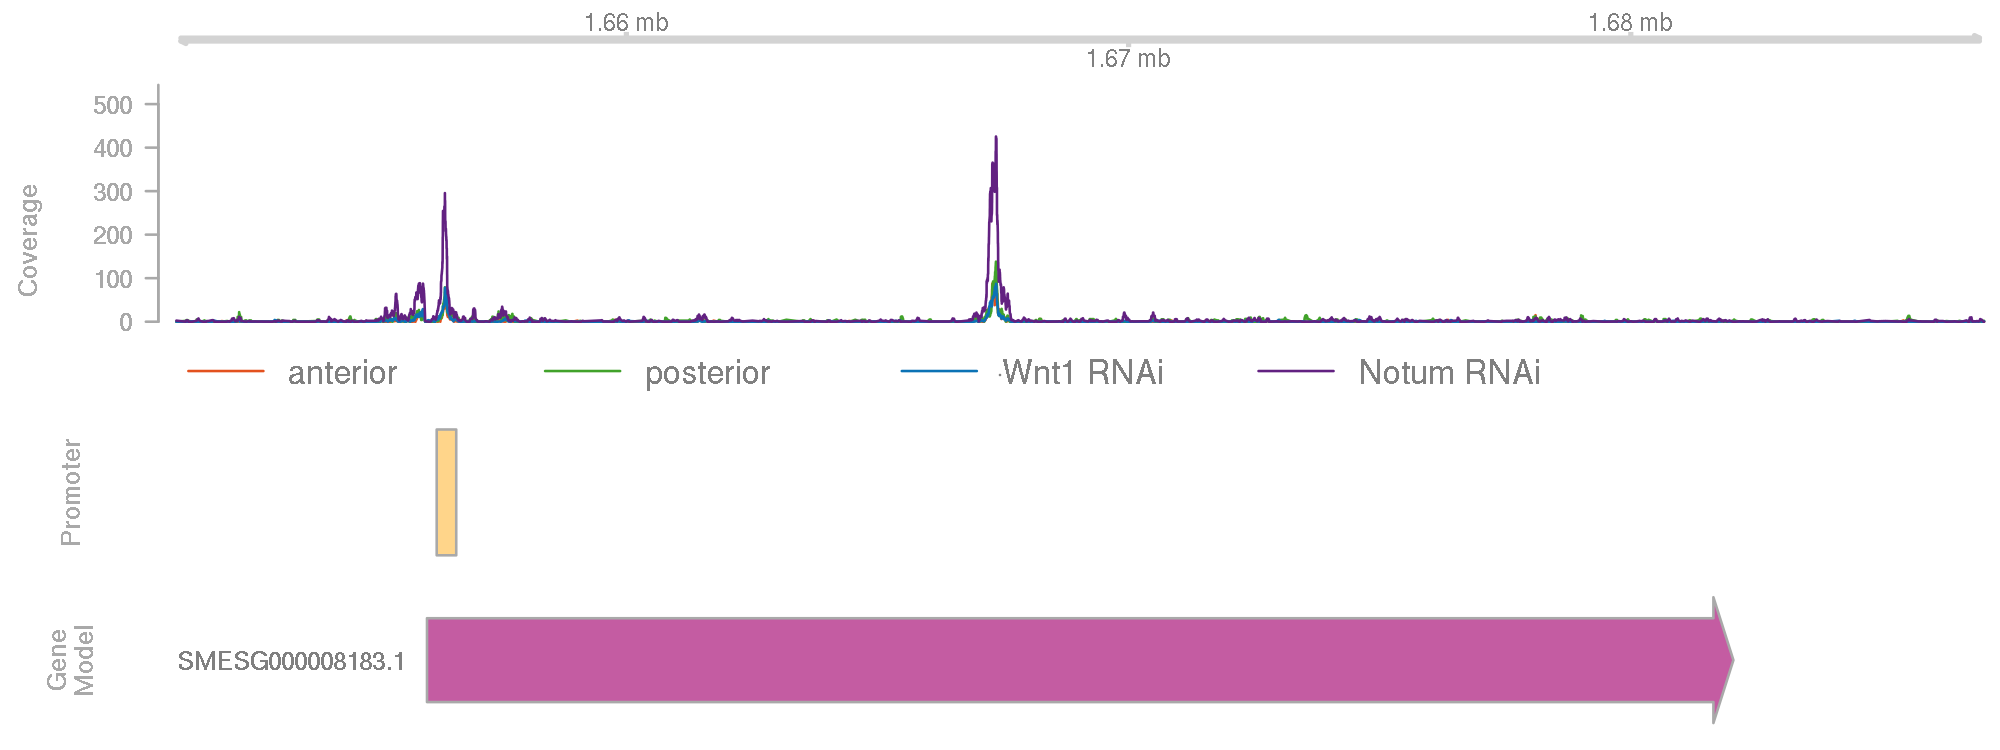 1.66 mb
1.68 mb
1.67 mb
500
400
300
200
100
0
Coverage
anterior posterior Wnt1 RNAi Notum RNAi
Promoter
Gene
Model
SMESG000008183.1